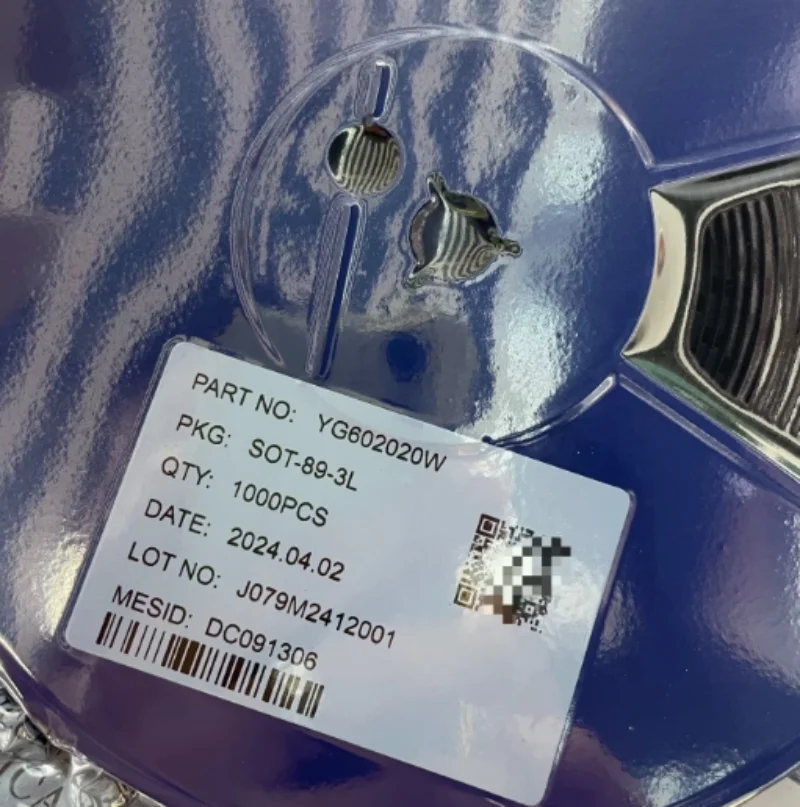 PART NO: YG602020W
PKG: SOT-89-3L
QTY: 1000PCS
DATE: 2024.04.02
LOT NO: J079M2412001
MESID: DC091306